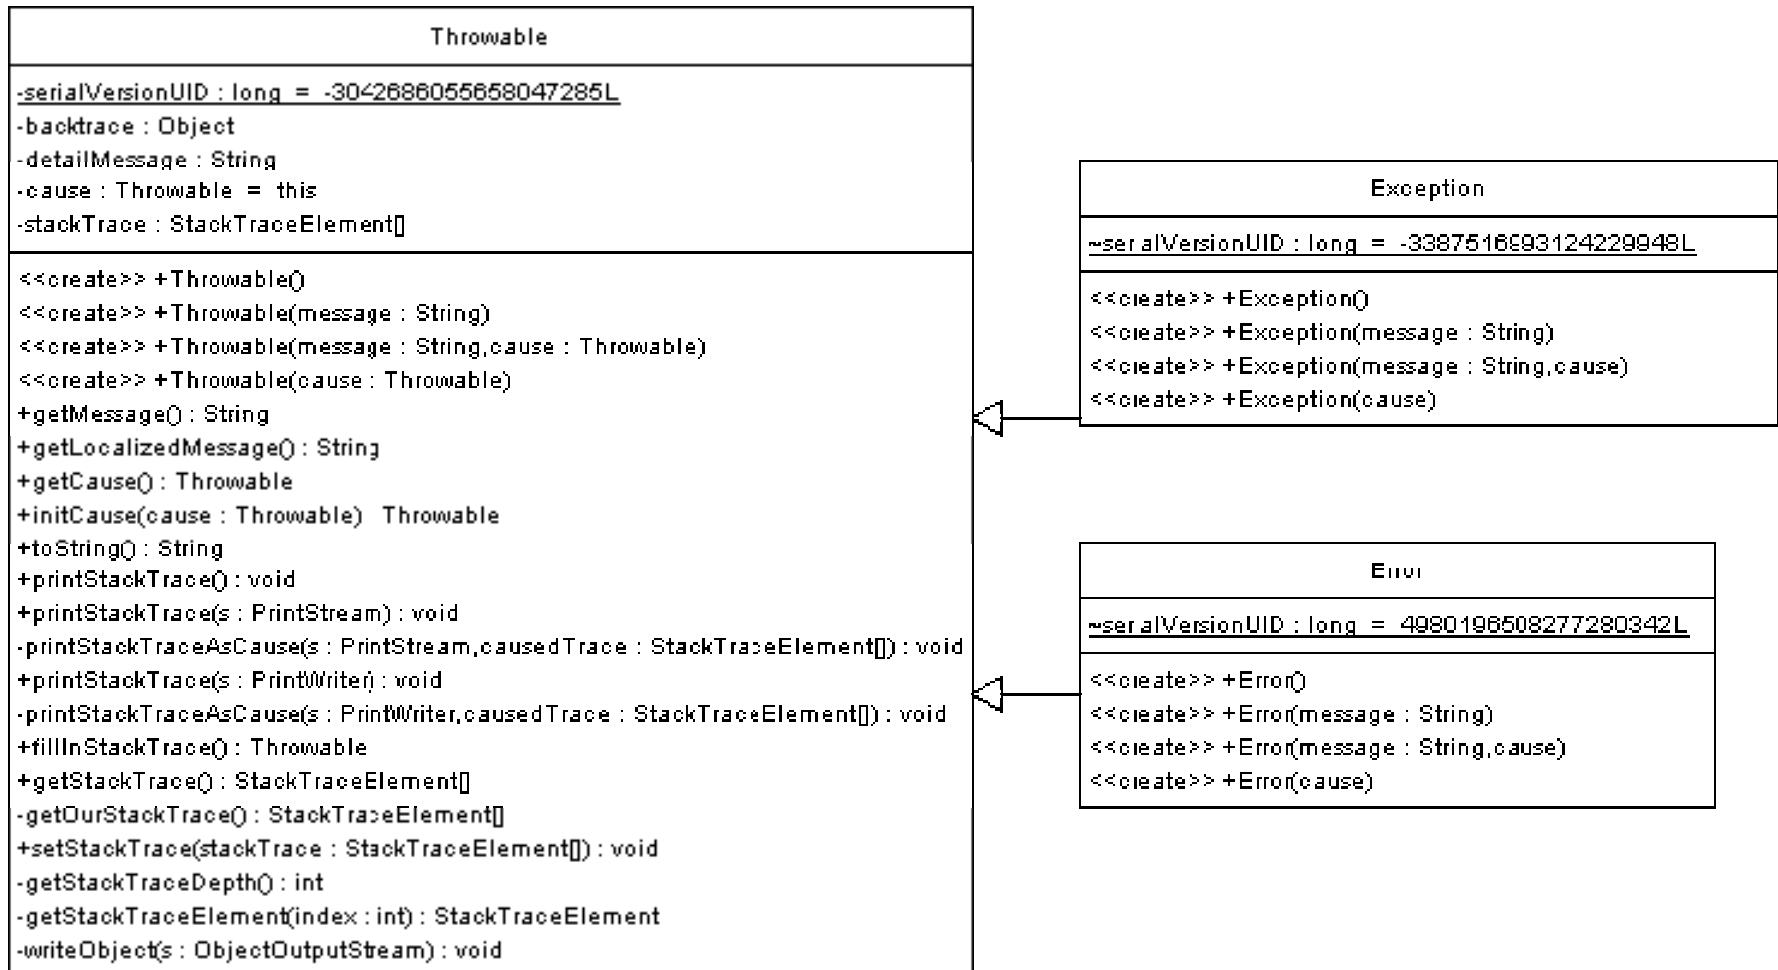 Throwable
-serialVersionUID : long = -3042686055658047285L
-backtrace : Object
-detailMessage : String
-cause : Throwable = this
-stackTrace : StackTraceElement[]
<<create>> +Throwable()
<<create>> +Throwable(message : String)
<<create>> +Throwable(message : String,cause : Throwable)
<<create>> +Throwable(cause : Throwable)
+getMessage() : String
+getLocalizedMessage() : String
+getCause() : Throwable
+initCause(cause : Throwable) Throwable
+toString() : String
+printStackTrace() : void
+printStackTrace(s : PrintStream) : void
-printStackTraceAsCause(s : PrintStream,causedTrace : StackTraceElement[]) : void
+printStackTrace(s : PrintWriter) : void
-printStackTraceAsCause(s : PrintWriter,causedTrace : StackTraceElement[]) : void
+fillInStackTrace() : Throwable
+getStackTrace() : StackTraceElement[]
-getOurStackTrace() : StackTraceElement[]
+setStackTrace(stackTrace : StackTraceElement[]) : void
-getStackTraceDepth() : int
-getStackTraceElement(index : int) : StackTraceElement
-writeObject(s : ObjectOutputStream) : void
Exception
~serialVersionUID : long = -3387516993124229948L
<<create>> +Exception()
<<create>> +Exception(message : String)
<<create>> +Exception(message : String,cause)
<<create>> +Exception(cause)
Error
~serialVersionUID : long = 4980196508277280342L
<<create>> +Error()
<<create>> +Error(message : String)
<<create>> +Error(message : String,cause)
<<create>> +Error(cause)